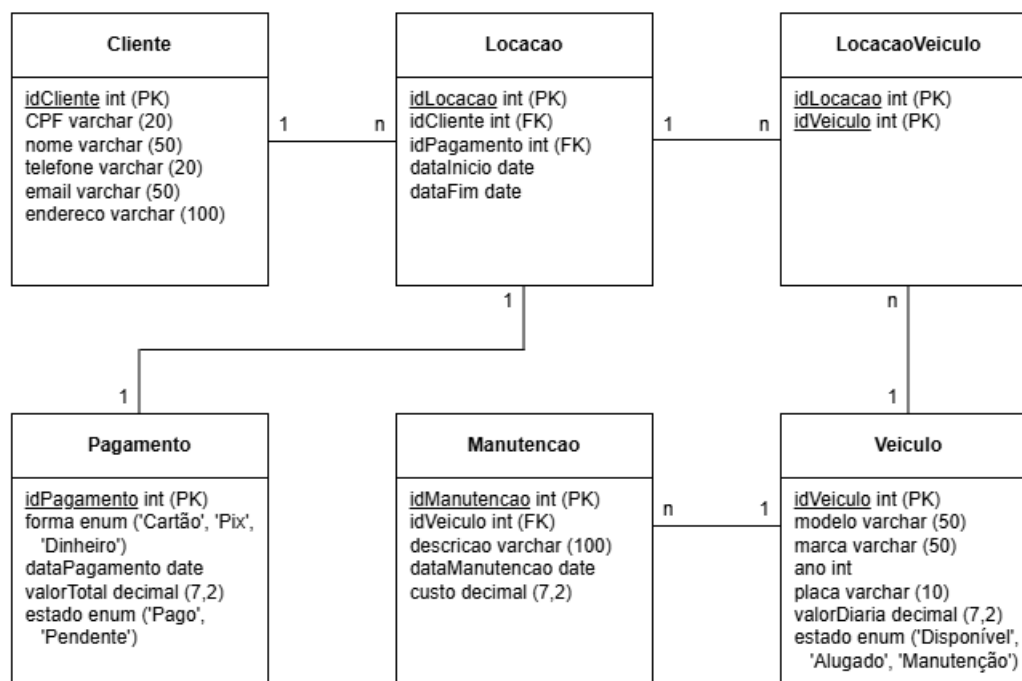 Cliente
idCliente int (PK)
CPF varchar (20)
nome varchar (50)
telefone varchar (20)
email varchar (50)
endereco varchar (100)
1
n
Locacao
idLocacao int (PK)
idCliente int (FK)
idPagamento int (FK)
dataInicio date
dataFim date
1
n
LocacaoVeiculo
idLocacao int (PK)
idVeiculo int (PK)
1
n
1
1
Pagamento
idPagamento int (PK)
forma enum ('Cartão', 'Pix',
'Dinheiro')
dataPagamento date
valorTotal decimal (7,2)
estado enum ('Pago',
'Pendente')
Manutencao
idManutencao int (PK)
idVeiculo int (FK)
descricao varchar (100)
dataManutencao date
custo decimal (7,2)
n
1
Veiculo
idVeiculo int (PK)
modelo varchar (50)
marca varchar (50)
ano int
placa varchar (10)
valorDiaria decimal (7,2)
estado enum ('Disponível',
'Alugado', 'Manutenção')